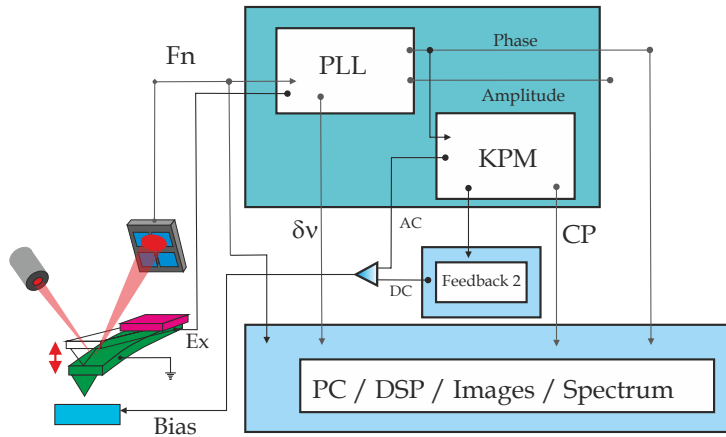 Fn
PLL
Phase
Amplitude
KPM
δν
AC
CP
DC
Feedback 2
Ex
PC / DSP / Images / Spectrum
Bias